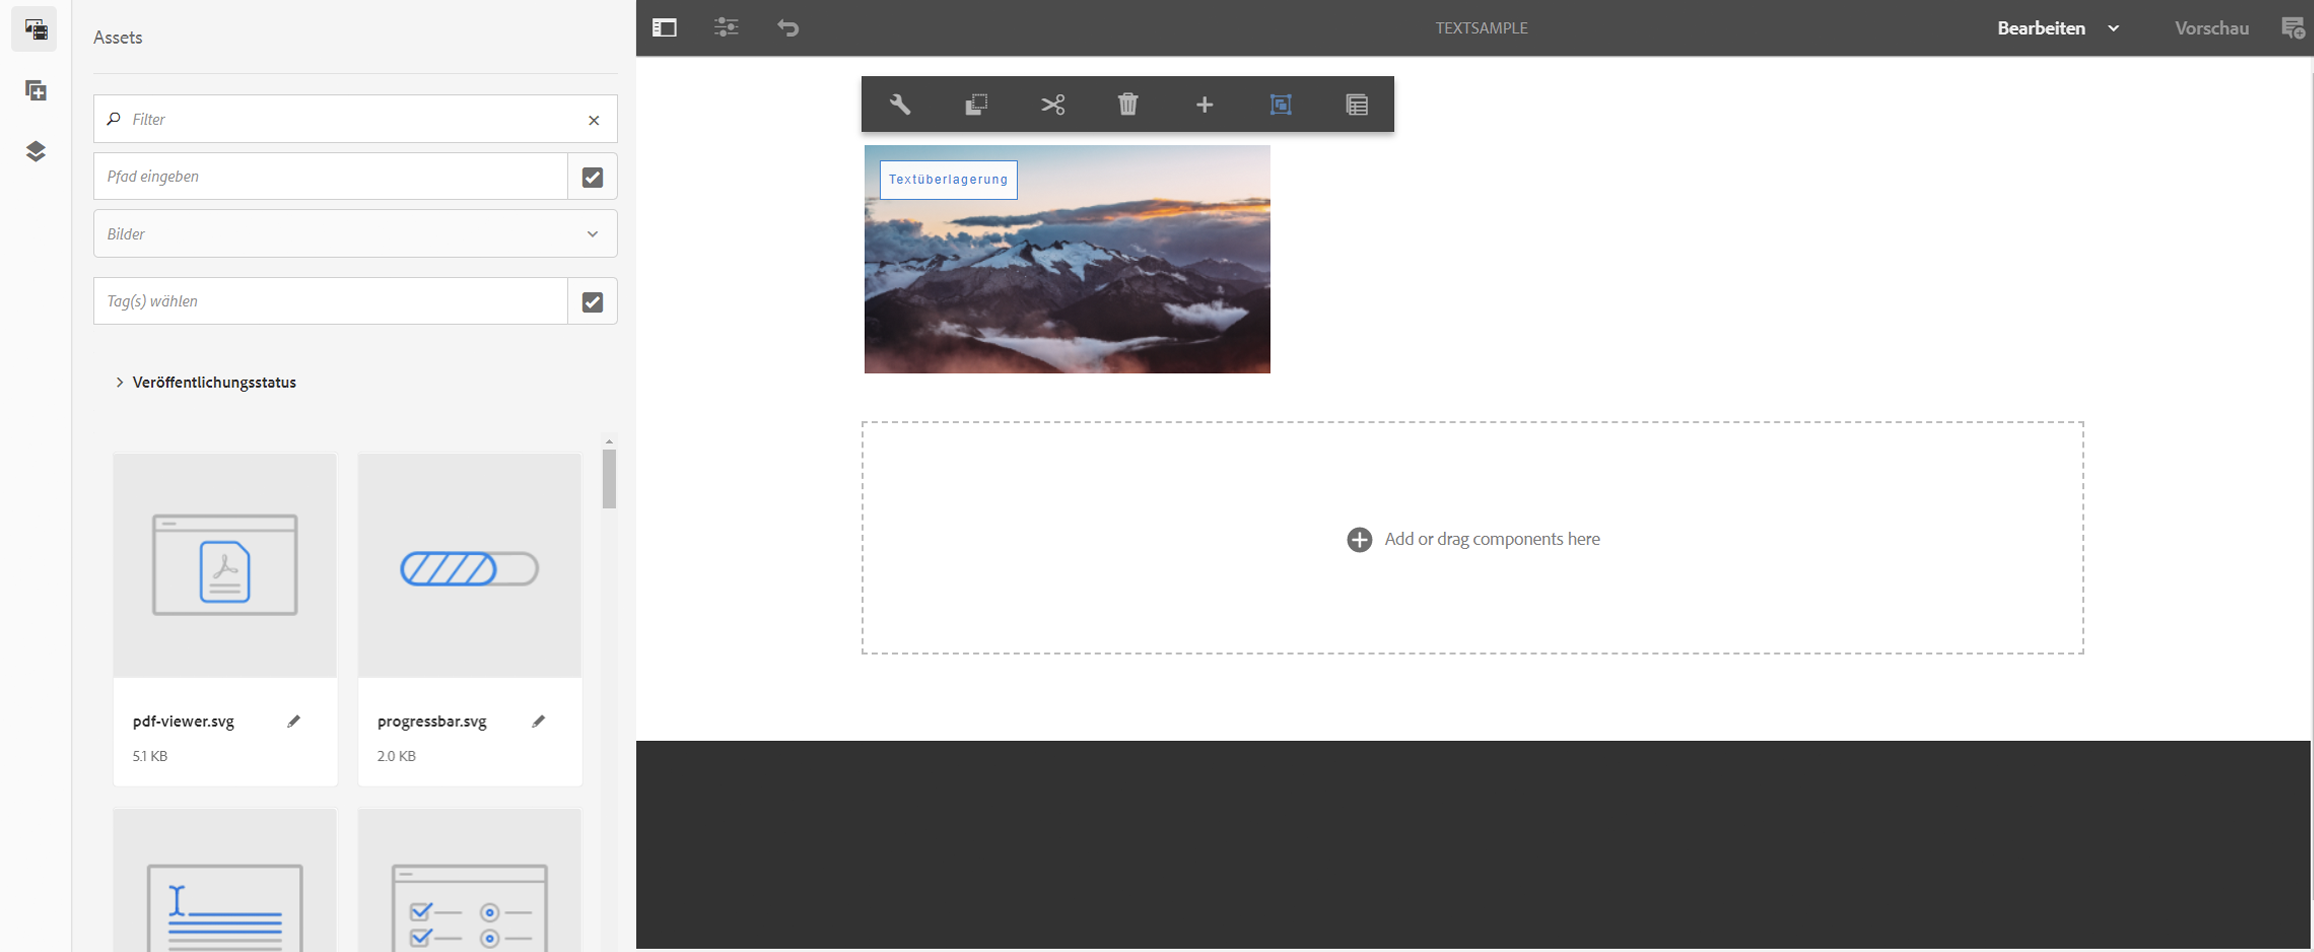 Assets
Filter
Pfad eingeben
Bilder
Tag(s) wählen
Veröffentlichungsstatus
pdf-viewer.svg
5.1 KB
progressbar.svg
2.0 KB
TEXTSAMPLE
Bearbeiten
Vorschau
Textüberlagerung
Add or drag components here